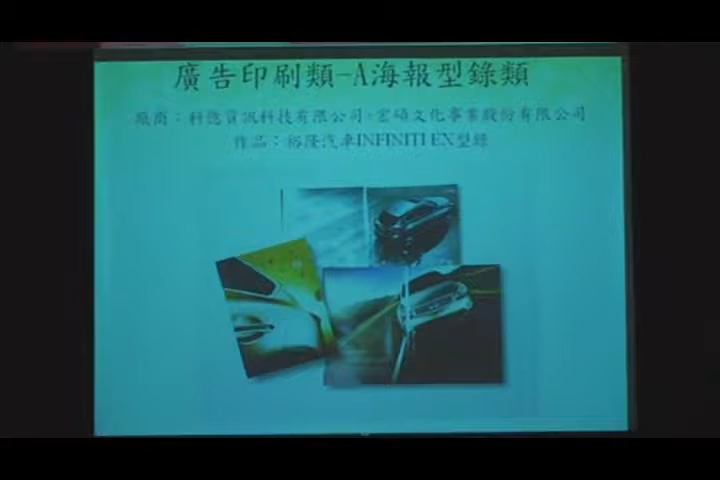 廣告印刷類-A海報型錄類
廠商：科億資訊科技有限公司+宏碩文化事業股份有限公司
作品：裕隆汽車INFINITI EX型錄